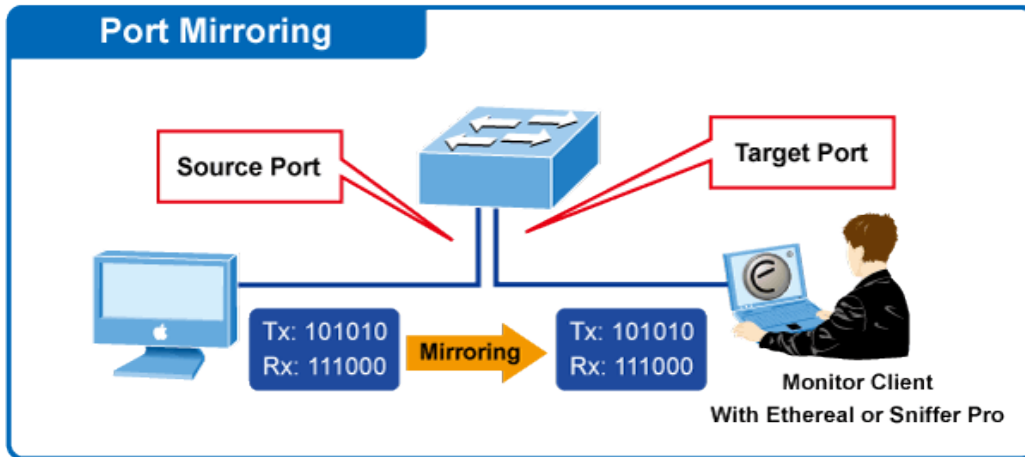 Port Mirroring
Source Port
Target Port
Tx: 101010
Rx: 111000
Mirroring
Tx: 101010
Rx: 111000
Monitor Client
With Ethereal or Sniffer Pro